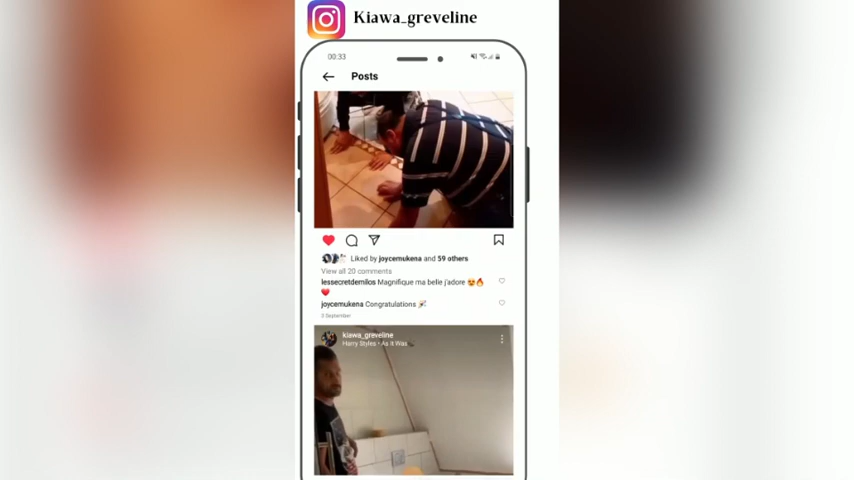 Kiawa_greveline
00:33
Posts
Liked by joycemukena and 59 others
View all 20 comments
lessecretdemilos Magnifique ma belle j'adore 😍🔥
❤️
joycemukena Congratulations 🎉
3 September
kiawa_greveline
Harry Styles • As It Was